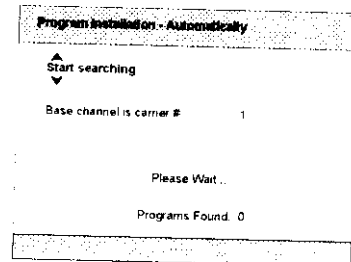 Program installation - Automatically
Start searching
Base channel is carrier # 1
Please Wait ..
Programs Found. 0